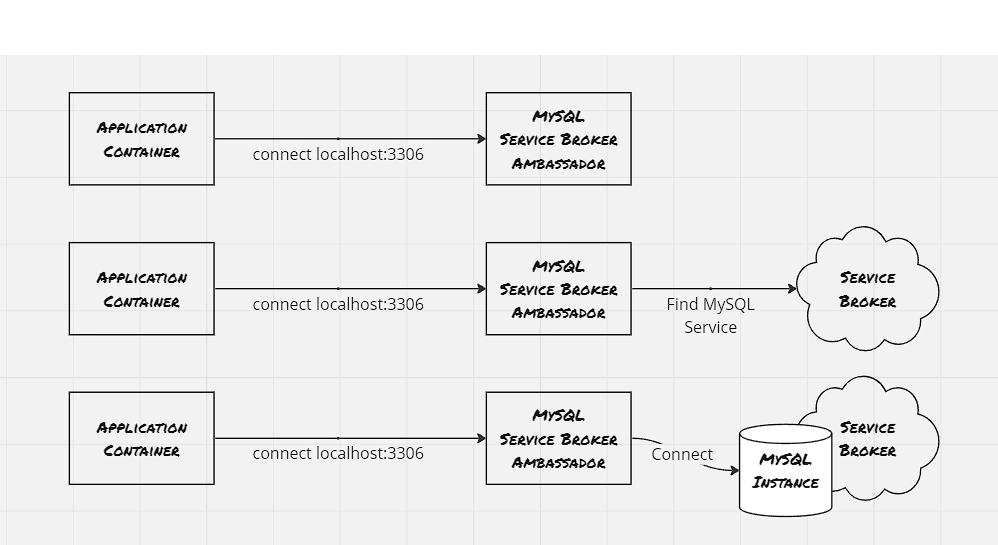 Application
Container
connect localhost:3306
MySQL
Service Broker
Ambassador
Application
Container
connect localhost:3306
MySQL
Service Broker
Ambassador
Find MySQL
Service
Service
Broker
Application
Container
connect localhost:3306
MySQL
Service Broker
Ambassador
Connect
MySQL
Instance
Service
Broker